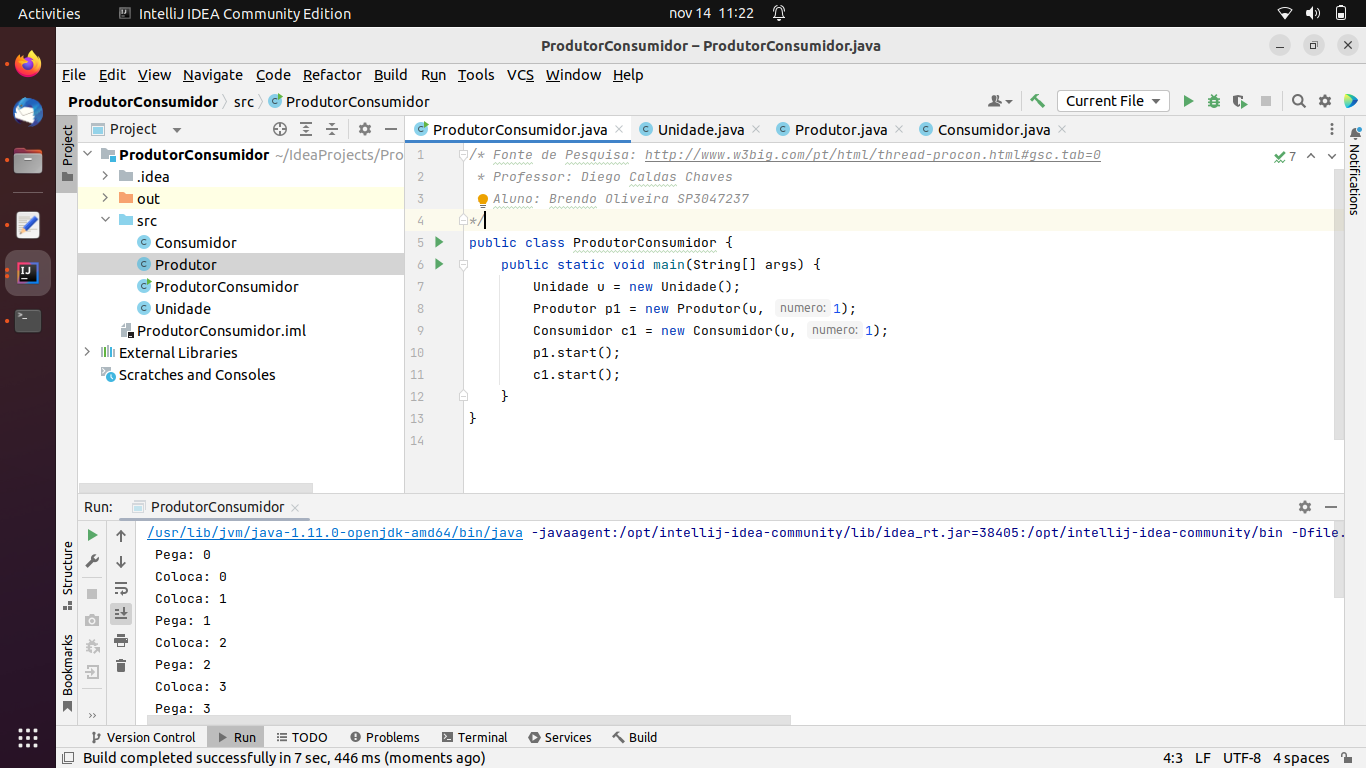 Activities IntelliJ IDEA Community Edition nov 14 11:22
ProdutorConsumidor – ProdutorConsumidor.java
File Edit View Navigate Code Refactor Build Run Tools VCS Window Help
ProdutorConsumidor src ProdutorConsumidor Current File
Project
Project
ProdutorConsumidor ~/IdeaProjects/Pro
.idea
out
src
Consumidor
Produtor
ProdutorConsumidor
Unidade
ProdutorConsumidor.iml
External Libraries
Scratches and Consoles
ProdutorConsumidor.java Unidade.java Produtor.java Consumidor.java
7
1 /* Fonte de Pesquisa: http://www.w3big.com/pt/html/thread-procon.html#gsc.tab=0
2 * Professor: Diego Caldas Chaves
3 Aluno: Brendo Oliveira SP3047237
4 */
5 public class ProdutorConsumidor {
6 public static void main(String[] args) {
7 Unidade u = new Unidade();
8 Produtor p1 = new Produtor(u, numero: 1);
9 Consumidor c1 = new Consumidor(u, numero: 1);
10 p1.start();
11 c1.start();
12 }
13 }
14
Notifications
Run: ProdutorConsumidor
/usr/lib/jvm/java-1.11.0-openjdk-amd64/bin/java -javaagent:/opt/intellij-idea-community/lib/idea_rt.jar=38405:/opt/intellij-idea-community/bin -Dfile.
Pega: 0
Coloca: 0
Coloca: 1
Pega: 1
Coloca: 2
Pega: 2
Coloca: 3
Pega: 3
Structure
Bookmarks
Version Control Run TODO Problems Terminal Services Build
Build completed successfully in 7 sec, 446 ms (moments ago) 4:3 LF UTF-8 4 spaces